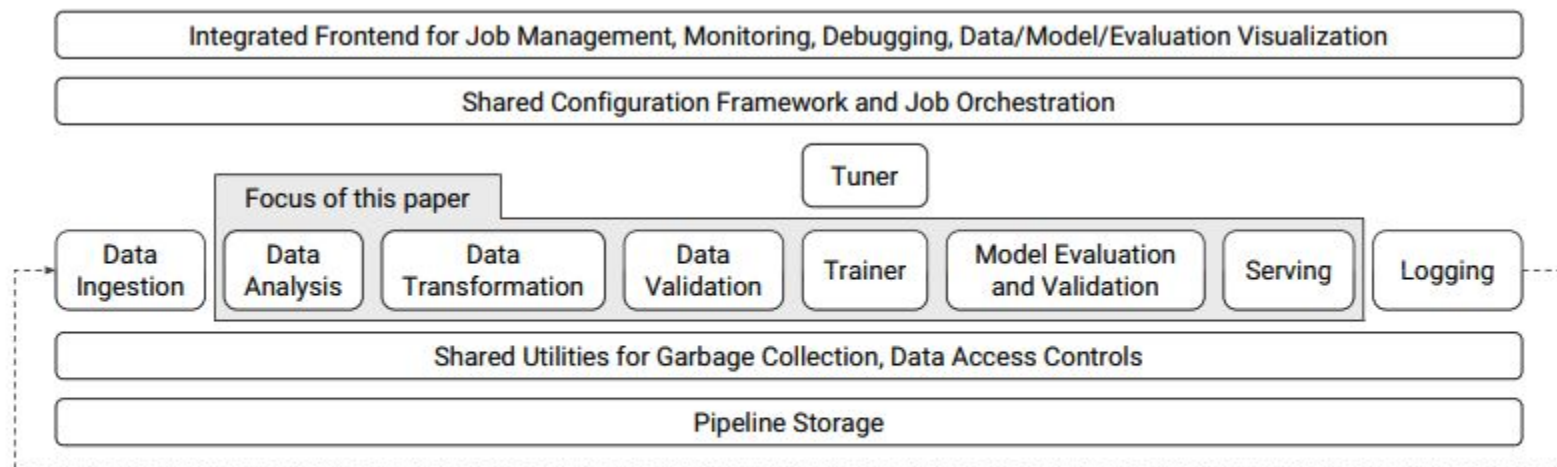 Integrated Frontend for Job Management, Monitoring, Debugging, Data/Model/Evaluation Visualization
Shared Configuration Framework and Job Orchestration
Tuner
Focus of this paper
Data
Ingestion
Data
Analysis
Data
Transformation
Data
Validation
Trainer
Model Evaluation
and Validation
Serving
Logging
Shared Utilities for Garbage Collection, Data Access Controls
Pipeline Storage